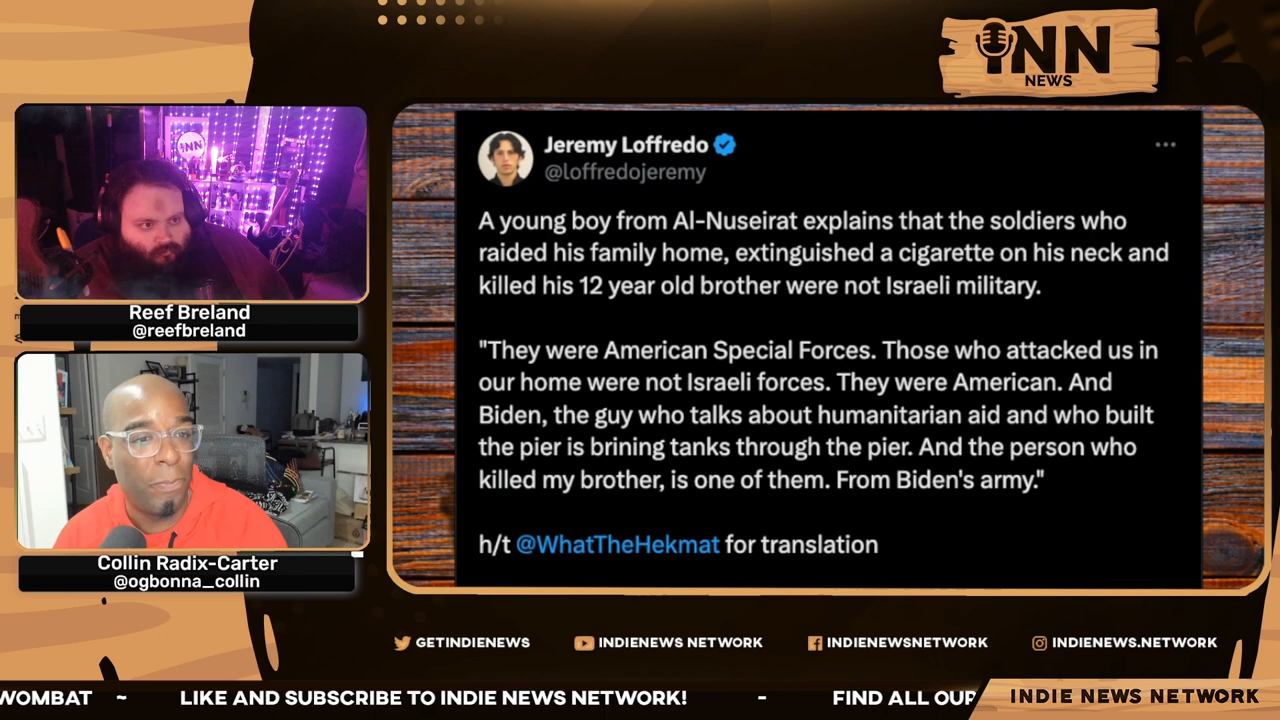 iNN
NEWS
iNN
Reef Breland
@reefbreland
Collin Radix-Carter
@ogbonna_collin
Jeremy Loffredo
@loffredojeremy
A young boy from Al-Nuseirat explains that the soldiers who
raided his family home, extinguished a cigarette on his neck and
killed his 12 year old brother were not Israeli military.
"They were American Special Forces. Those who attacked us in
our home were not Israeli forces. They were American. And
Biden, the guy who talks about humanitarian aid and who built
the pier is brining tanks through the pier. And the person who
killed my brother, is one of them. From Biden's army."
h/t @WhatTheHekmat for translation
GETINDIENEWS
INDIENEWS NETWORK
INDIENEWSNETWORK
INDIENEWS.NETWORK
WOMBAT ~ LIKE AND SUBSCRIBE TO INDIE NEWS NETWORK! - FIND ALL OUR
INDIE NEWS NETWORK